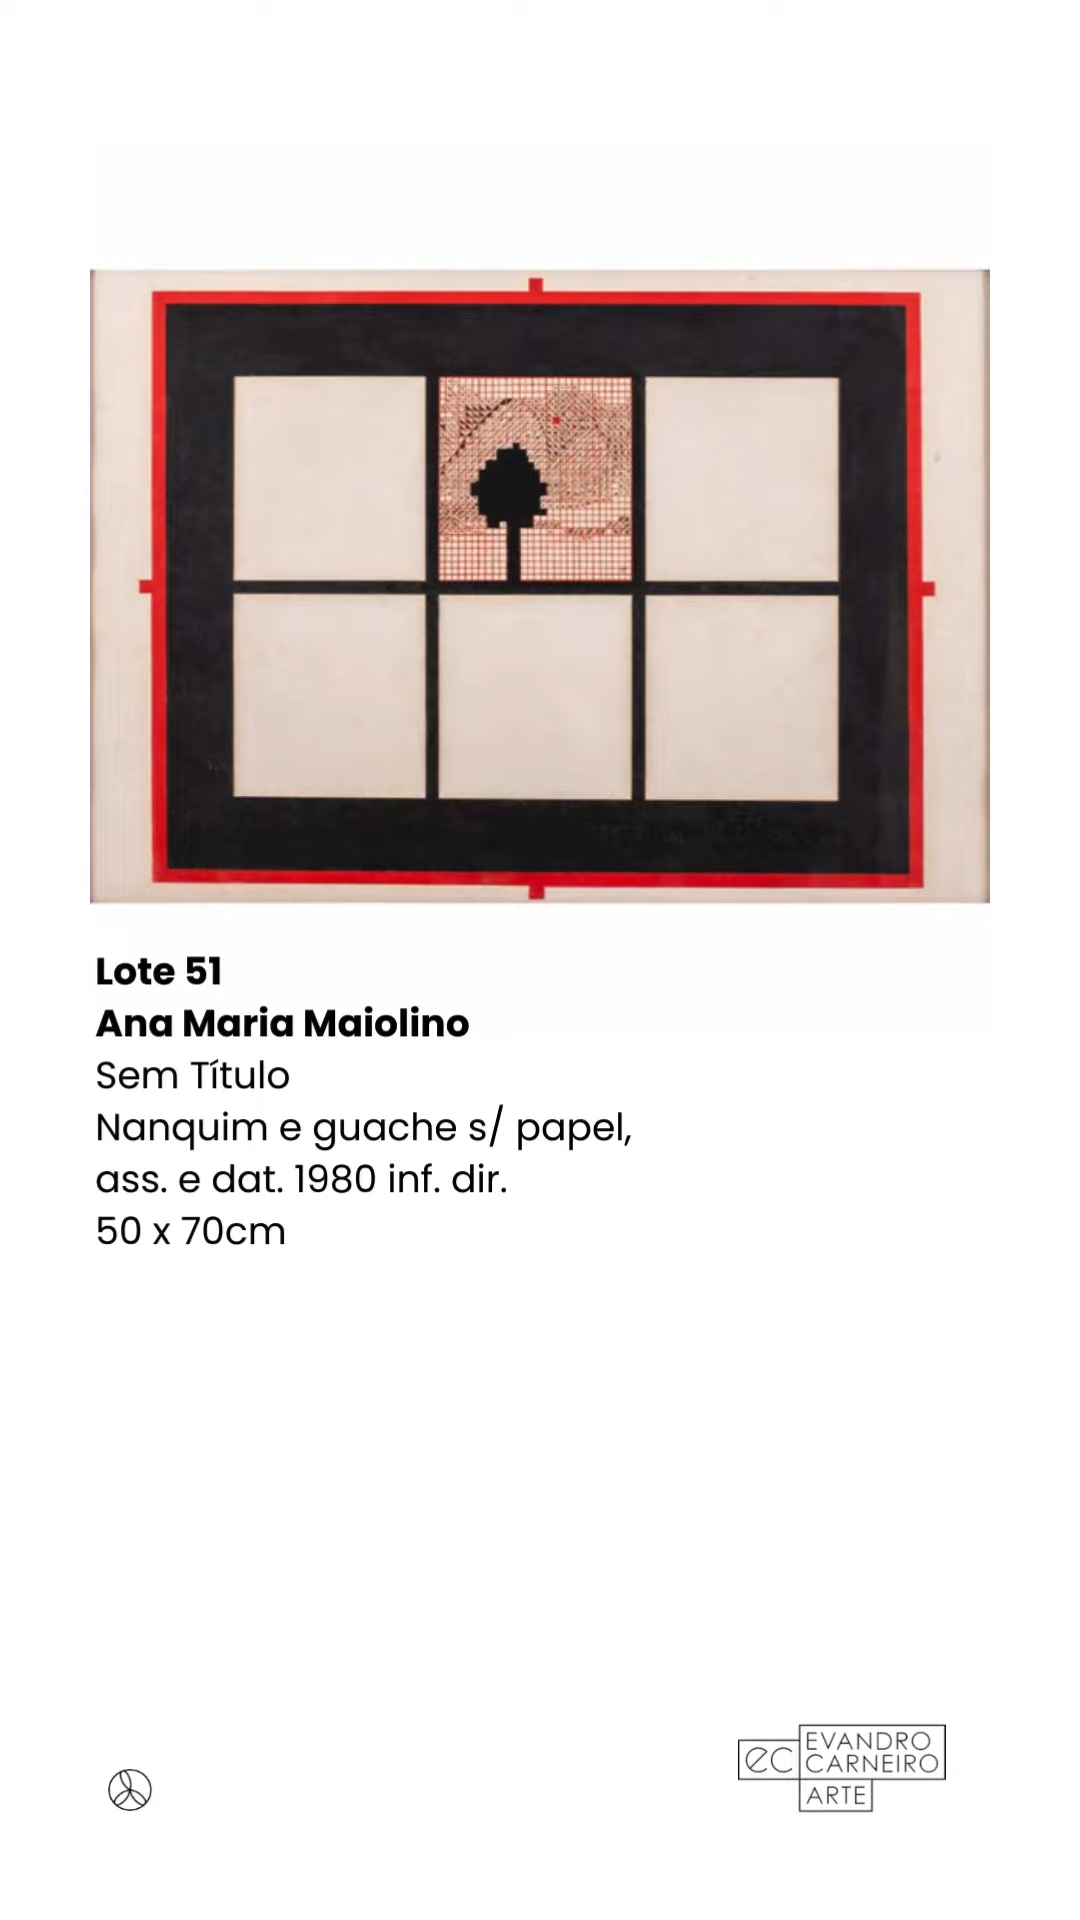 Lote 51
Ana Maria Maiolino
Sem Título
Nanquim e guache s/ papel,
ass. e dat. 1980 inf. dir.
50 x 70cm
ec
EVANDRO
CARNEIRO
ARTE